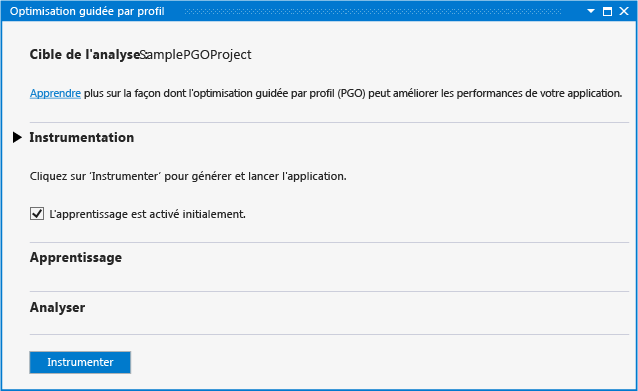 Optimisation guidée par profil
Cible de l'analyse : SamplePGOProject
Apprendre plus sur la façon dont l'optimisation guidée par profil (PGO) peut améliorer les performances de votre application.
Instrumentation
Cliquez sur 'Instrumenter' pour générer et lancer l'application.
L'apprentissage est activé initialement.
Apprentissage
Analyser
Instrumenter